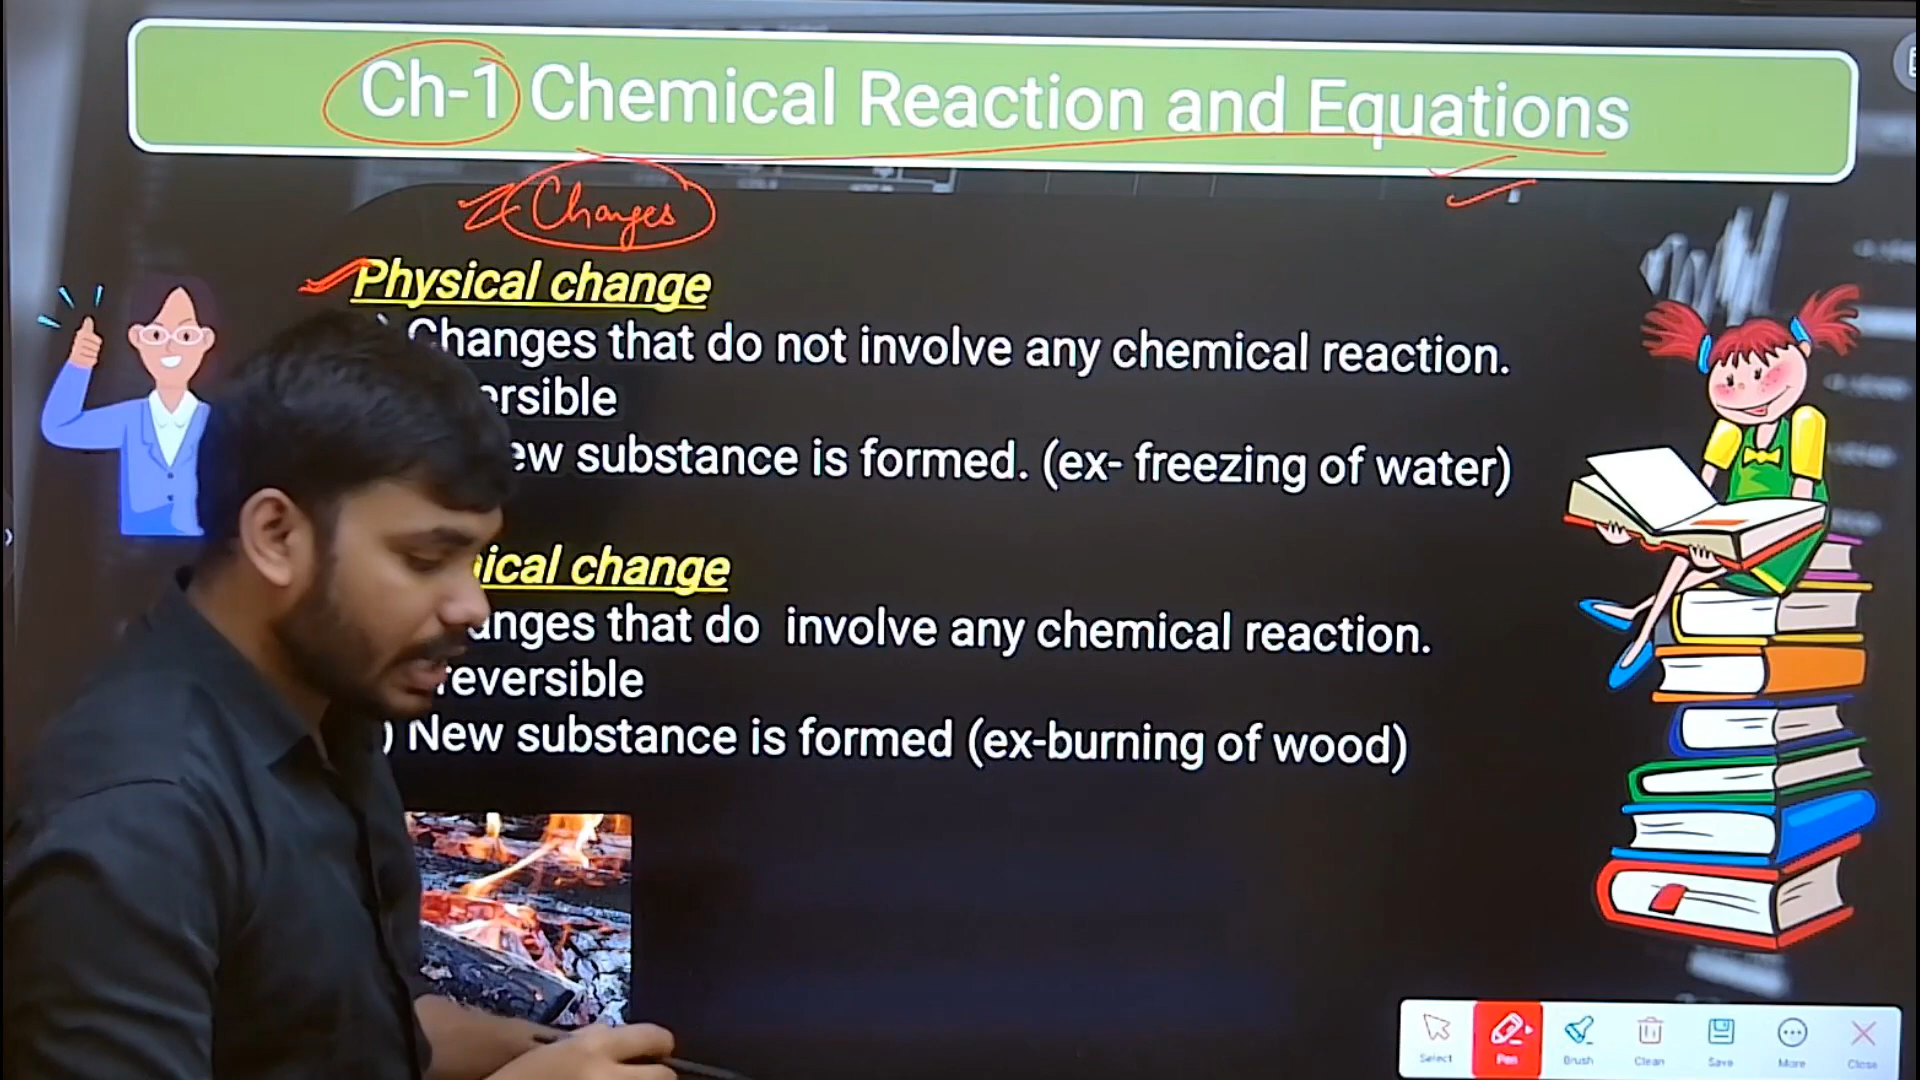 Ch-1 Chemical Reaction and Equations
Changes
Physical change
Changes that do not involve any chemical reaction.
ersible
ew substance is formed. (ex- freezing of water)
ical change
anges that do involve any chemical reaction.
reversible
) New substance is formed (ex-burning of wood)
Select Pen Brush Clean Save More Close